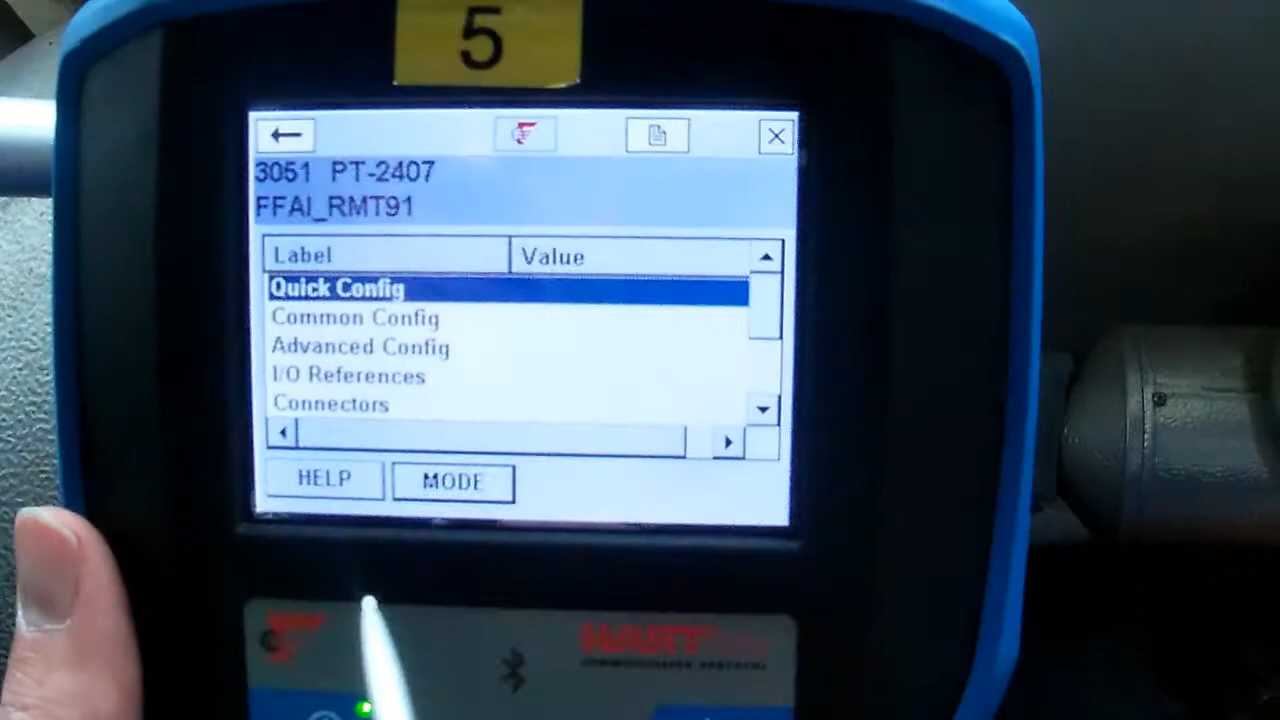 5
3051 PT-2407
FFAI_RMT91
Label Value
Quick Config
Common Config
Advanced Config
I/O References
Connectors
HELP MODE
HART